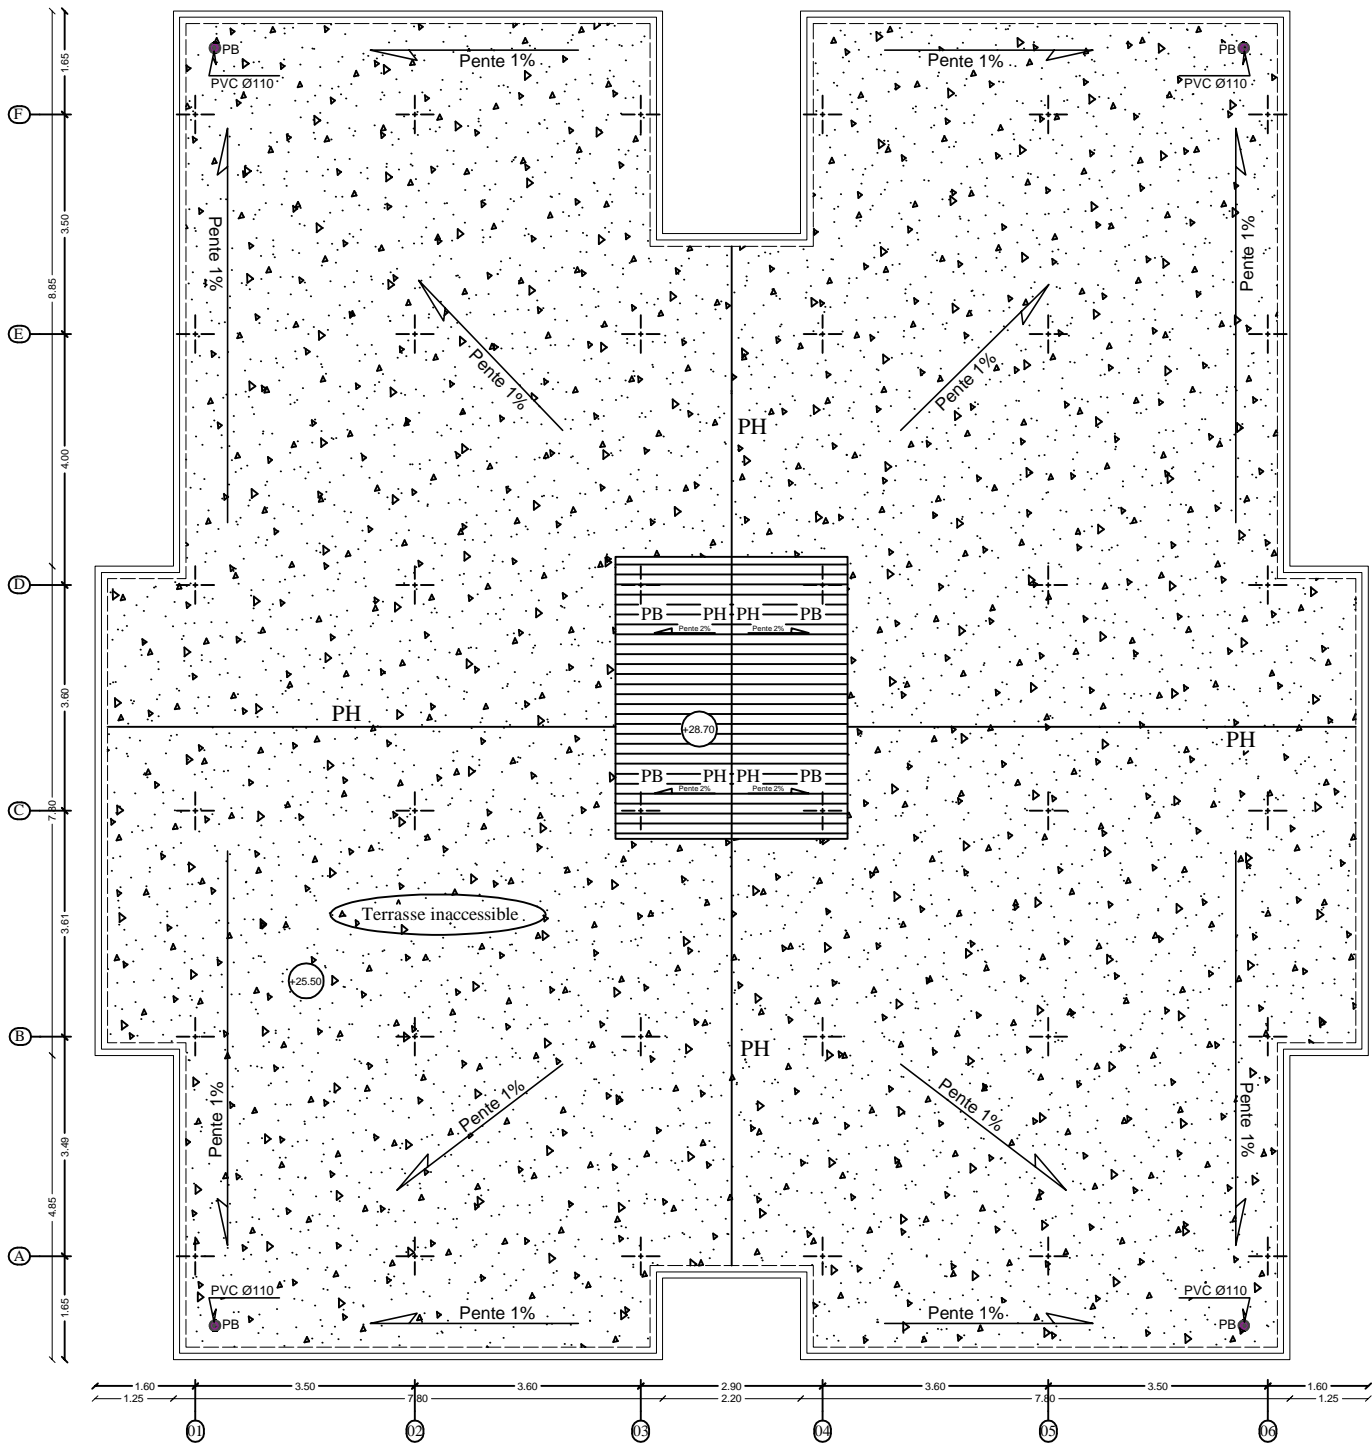 PB
PVC Ø110
Pente 1%
Pente 1%
PB
PVC Ø110
1.65
F
Pente 1%
Pente 1%
3.50
8.85
E
Pente 1%
Pente 1%
PH
4.00
D
PB PH PH PB
Pente 2% Pente 2%
3.60
PH
+28.70
PH
PB PH PH PB
Pente 2% Pente 2%
C
7.80
Terrasse inaccessible
3.61
+25.50
B
PH
Pente 1%
Pente 1%
Pente 1%
Pente 1%
3.49
4.85
A
PVC Ø110
PB
Pente 1%
Pente 1%
PVC Ø110
PB
1.65
1.60 3.50 3.60 2.90 3.60 3.50 1.60
1.25 7.80 2.20 7.80 1.25
01 02 03 04 05 06